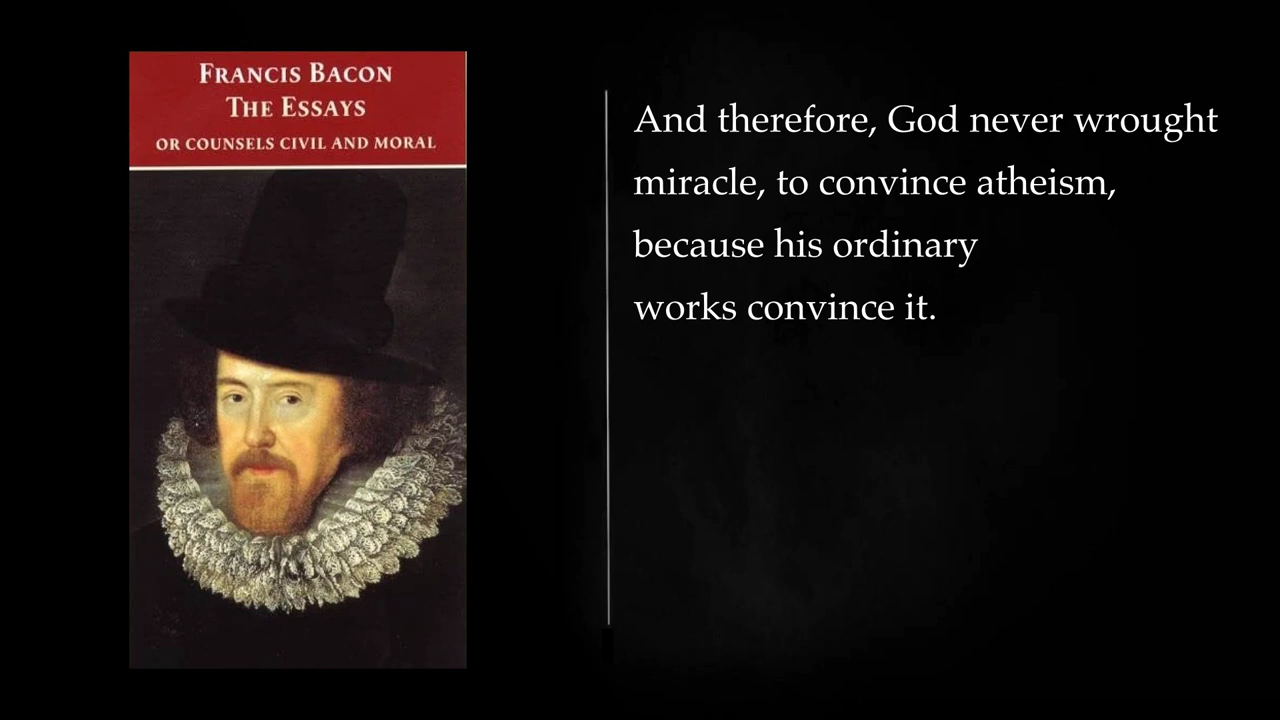 FRANCIS BACON
THE ESSAYS
OR COUNSELS CIVIL AND MORAL
And therefore, God never wrought
miracle, to convince atheism,
because his ordinary
works convince it.